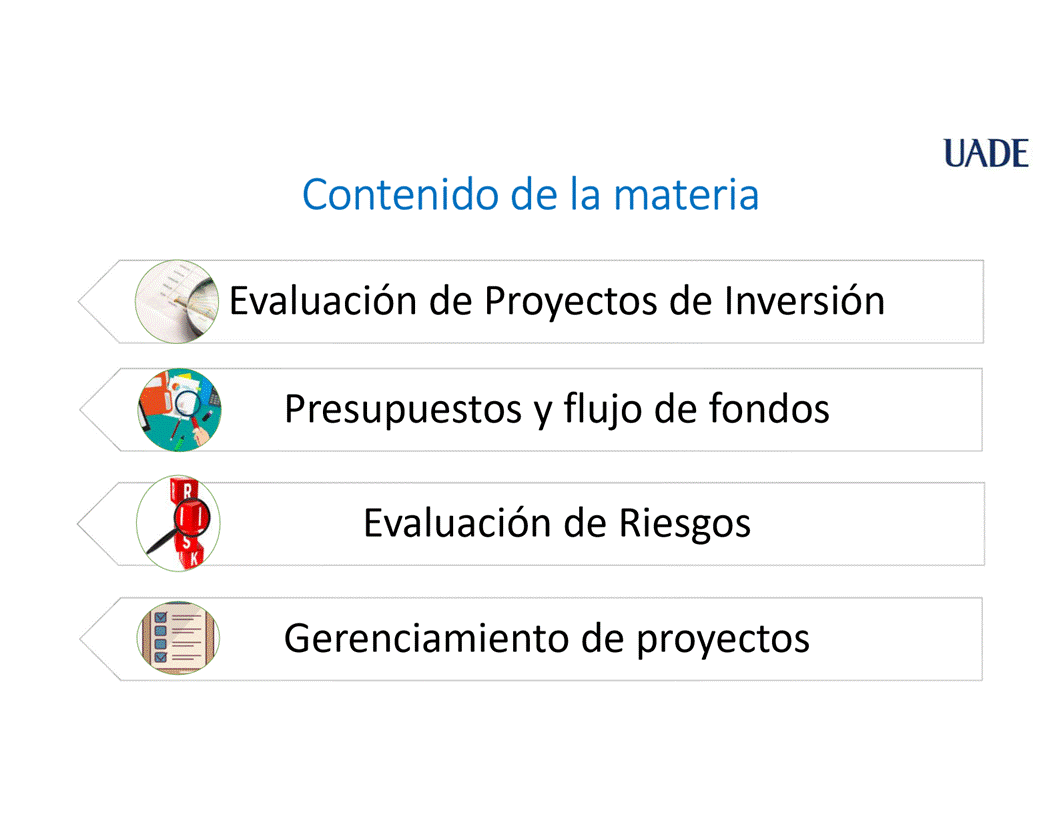 UADE
Contenido de la materia
Evaluación de Proyectos de Inversión
Presupuestos y flujo de fondos
R
I I
S
K
Evaluación de Riesgos
Gerenciamiento de proyectos